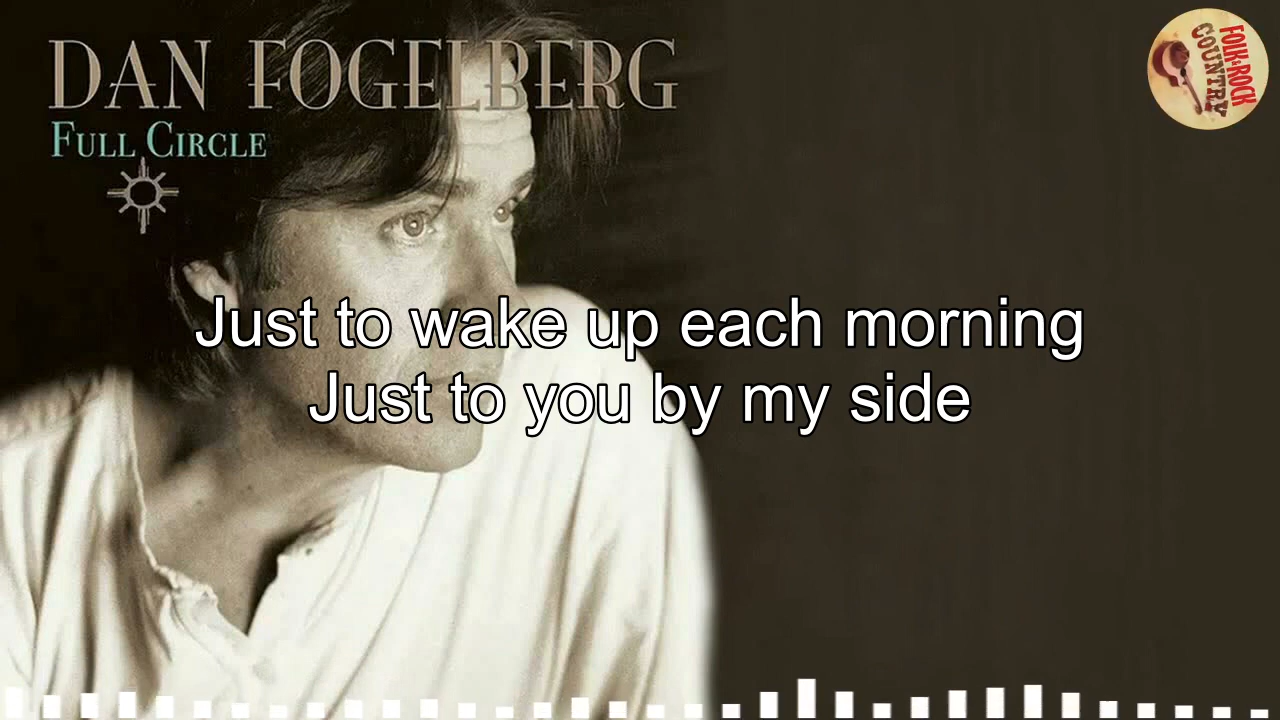 DAN FOGELBERG
FULL CIRCLE
FOLK & ROCK
COUNTRY
Just to wake up each morning
Just to you by my side